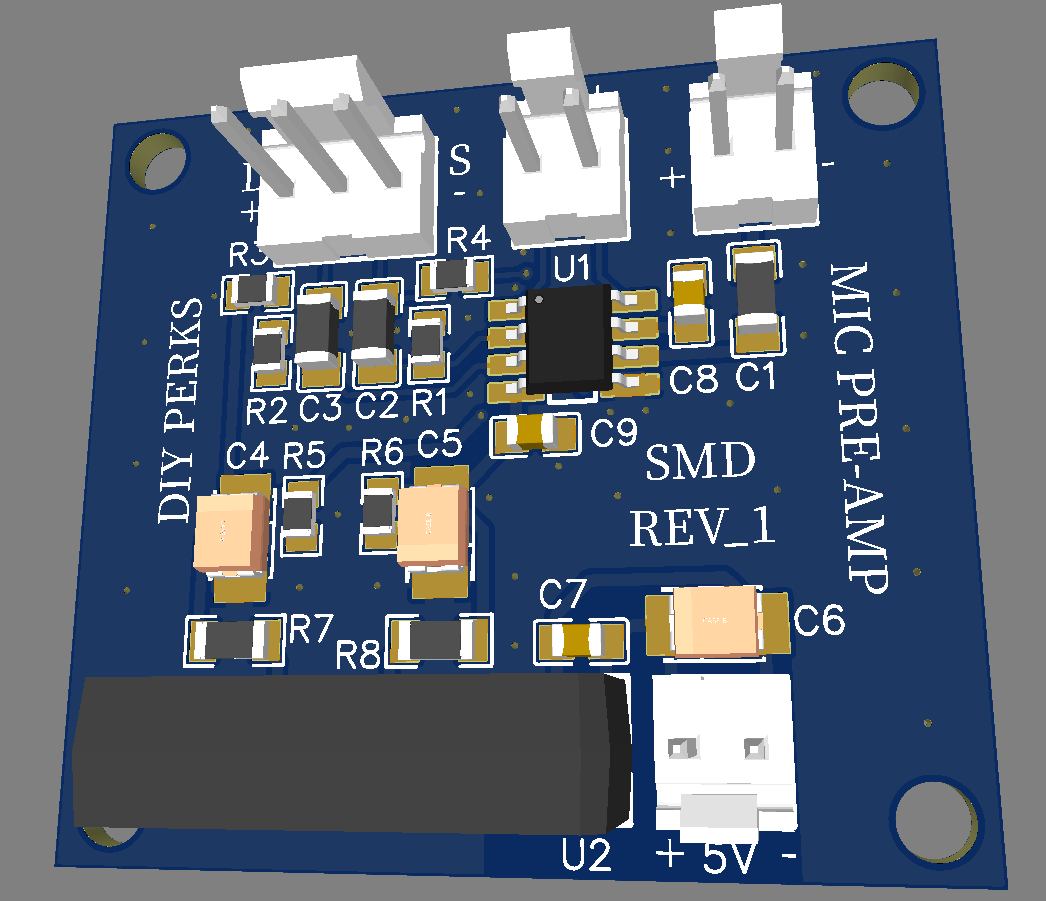 S
+ -
+ -
R3 R4
U1
R2 C3 C2 R1
C8 C1
C4 R5 R6 C5 C9
DIY PERKS
MIC PRE-AMP
SMD
REV_1
C7
C6
R7
R8
U2
+ 5V -